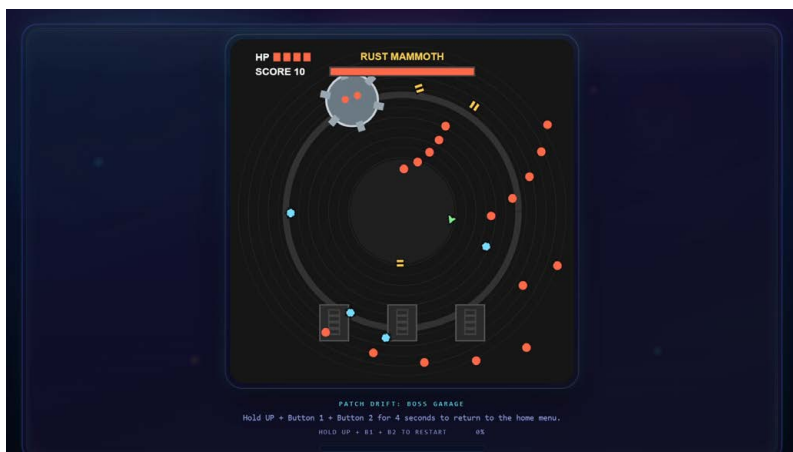 HP
RUST MAMMOTH
SCORE 10
PATCH DRIFT: BOSS GARAGE
Hold UP + Button 1 + Button 2 for 4 seconds to return to the home menu.
HOLD UP + B1 + B2 TO RESTART 0%